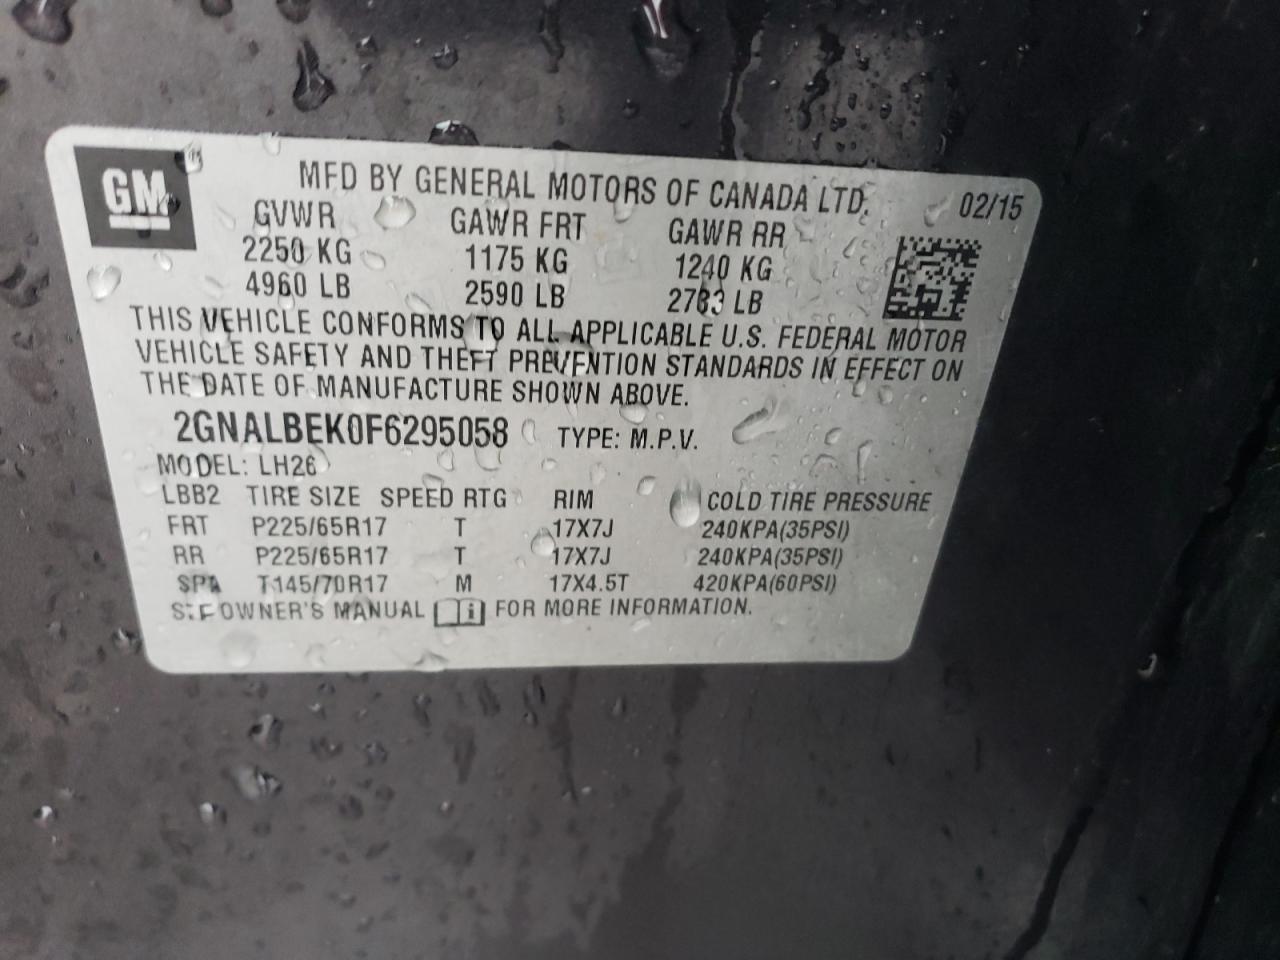 GM
MFD BY GENERAL MOTORS OF CANADA LTD. 02/15
GVWR GAWR FRT GAWR RR
2250 KG 1175 KG 1240 KG
4960 LB 2590 LB 2733 LB
THIS VEHICLE CONFORMS TO ALL APPLICABLE U.S. FEDERAL MOTOR
VEHICLE SAFETY AND THEFT PREVENTION STANDARDS IN EFFECT ON
THE DATE OF MANUFACTURE SHOWN ABOVE.
2GNALBEK0F6295058 TYPE: M.P.V.
MODEL: LH26
LBB2 TIRE SIZE SPEED RTG RIM COLD TIRE PRESSURE
FRT P225/65R17 T 17X7J 240KPA(35PSI)
RR P225/65R17 T 17X7J 240KPA(35PSI)
SPA T145/70R17 M 17X4.5T 420KPA(60PSI)
SEE OWNER'S MANUAL i FOR MORE INFORMATION.